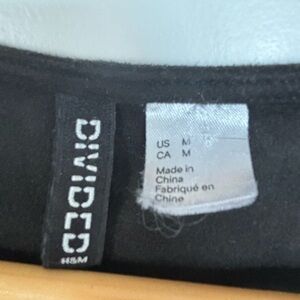 DIVIDED
H&M
US M
CA M
Made in
China
Fabriqué en
Chine